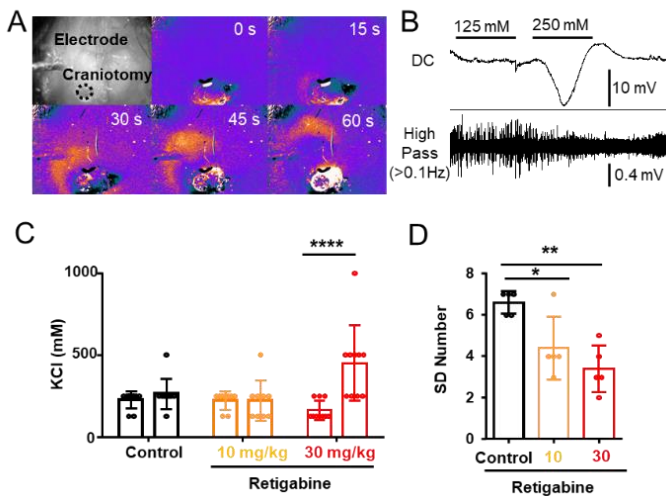 A
Electrode
Craniotomy
0 s
15 s
30 s
45 s
60 s
B
125 mM
250 mM
DC
10 mV
High
Pass
(>0.1Hz)
0.4 mV
C
KCl (mM)
1000
500
0
****
Control
10 mg/kg
30 mg/kg
Retigabine
D
SD Number
8
6
4
2
0
**
*
Control
10
30
Retigabine